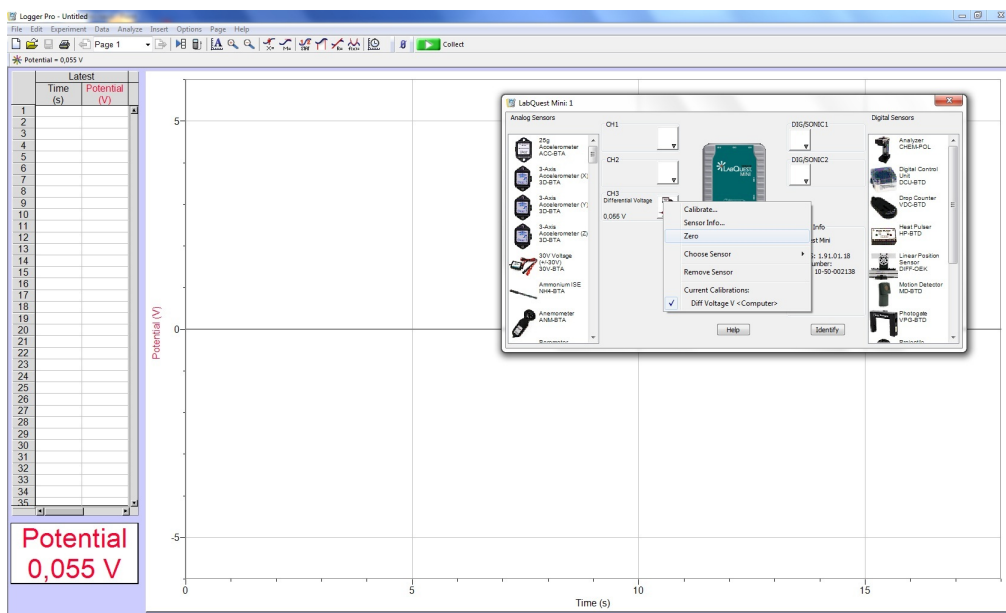 Logger Pro - Untitled
File Edit Experiment Data Analyze Insert Options Page Help
Page 1
Collect
Potential = 0,055 V
Latest
Time
(s)
Potential
(V)
1
2
3
4
5
6
7
8
9
10
11
12
13
14
15
16
17
18
19
20
21
22
23
24
25
26
27
28
29
30
31
32
33
34
35
Potential
0,055 V
Potential (V)
5
0
-5
0
5
10
15
Time (s)
LabQuest Mini: 1
Analog Sensors
25g
Accelerometer
ACC-BTA
3-Axis
Accelerometer (X)
3D-BTA
3-Axis
Accelerometer (Y)
3D-BTA
3-Axis
Accelerometer (Z)
3D-BTA
30V Voltage
(+/-30V)
30V-BTA
Ammonium ISE
NH4-BTA
Anemometer
ANM-BTA
CH1
CH2
CH3
Differential Voltage
0,055 V
LABQUEST
MINI
DIG/SONIC1
DIG/SONIC2
Calibrate...
Sensor Info...
Zero
Choose Sensor
Remove Sensor
Current Calibrations:
Diff Voltage V <Computer>
Info
st Mini
: 1.91.01.18
umber:
10-50-002138
Help
Identify
Digital Sensors
Analyzer
CHEM-POL
Digital Control
Unit
DCU-BTD
Drop Counter
VDC-BTD
Heat Pulser
HP-BTD
Linear Position
Sensor
DIFF-OEK
Motion Detector
MD-BTD
Photogate
VPG-BTD